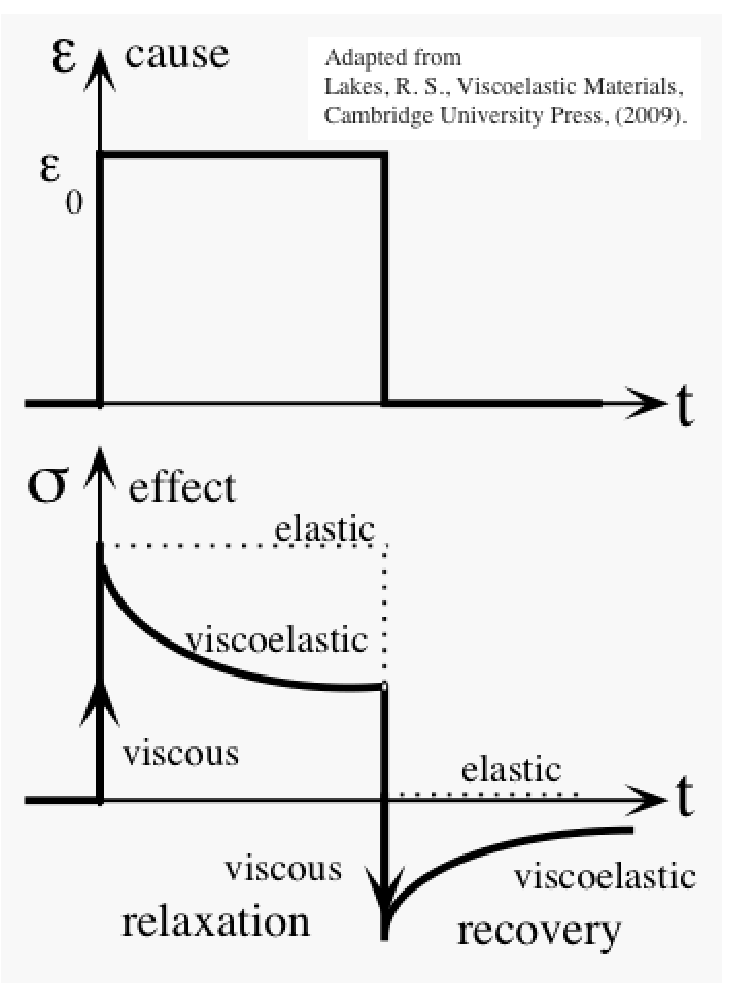 ε cause
Adapted from
Lakes, R. S., Viscoelastic Materials,
Cambridge University Press, (2009).
ε0
t
σ effect
elastic
viscoelastic
viscous
elastic
t
viscous
viscoelastic
relaxation
recovery